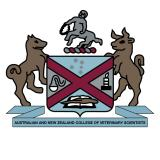 AUSTRALIAN AND NEW ZEALAND COLLEGE OF VETERINARY SCIENTISTS